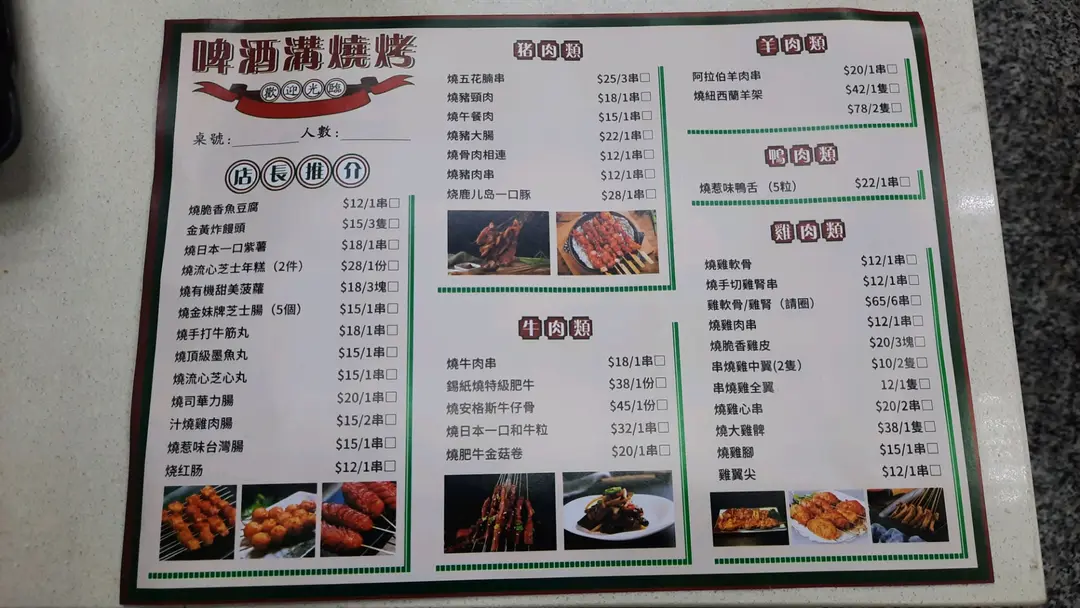 啤酒溝燒烤
歡迎光臨
桌號:________ 人數:________
店長推介
燒脆香魚豆腐 $12/1串□
金黃炸饅頭 $15/3隻□
燒日本一口紫薯 $18/1串□
燒流心芝士年糕（2件） $28/1份□
燒有機甜美菠蘿 $18/3塊□
燒金妹牌芝士腸（5個） $15/1串□
燒手打牛筋丸 $18/1串□
燒頂級墨魚丸 $15/1串□
燒流心芝心丸 $15/1串□
燒司華力腸 $20/1串□
汁燒雞肉腸 $15/2串□
燒惹味台灣腸 $15/1串□
烧红肠 $12/1串□
猪肉類
燒五花腩串 $25/3串□
燒豬頸肉 $18/1串□
燒午餐肉 $15/1串□
燒豬大腸 $22/1串□
燒骨肉相連 $12/1串□
燒豬肉串 $12/1串□
烧鹿儿岛一口豚 $28/1串□
牛肉類
燒牛肉串 $18/1串□
錫紙燒特級肥牛 $38/1份□
燒安格斯牛仔骨 $45/1份□
燒日本一口和牛粒 $32/1串□
燒肥牛金菇卷 $20/1串□
羊肉類
阿拉伯羊肉串 $20/1串□
燒紐西蘭羊架 $42/1隻□
$78/2隻□
鴨肉類
燒惹味鴨舌（5粒） $22/1串□
雞肉類
燒雞軟骨 $12/1串□
燒手切雞腎串 $12/1串□
雞軟骨/雞腎（請圈） $65/6串□
燒雞肉串 $12/1串□
燒脆香雞皮 $20/3塊□
串燒雞中翼(2隻) $10/2隻□
串燒雞全翼 12/1隻□
燒雞心串 $20/2串□
燒大雞髀 $38/1隻□
燒雞腳 $15/1串□
雞翼尖 $12/1串□